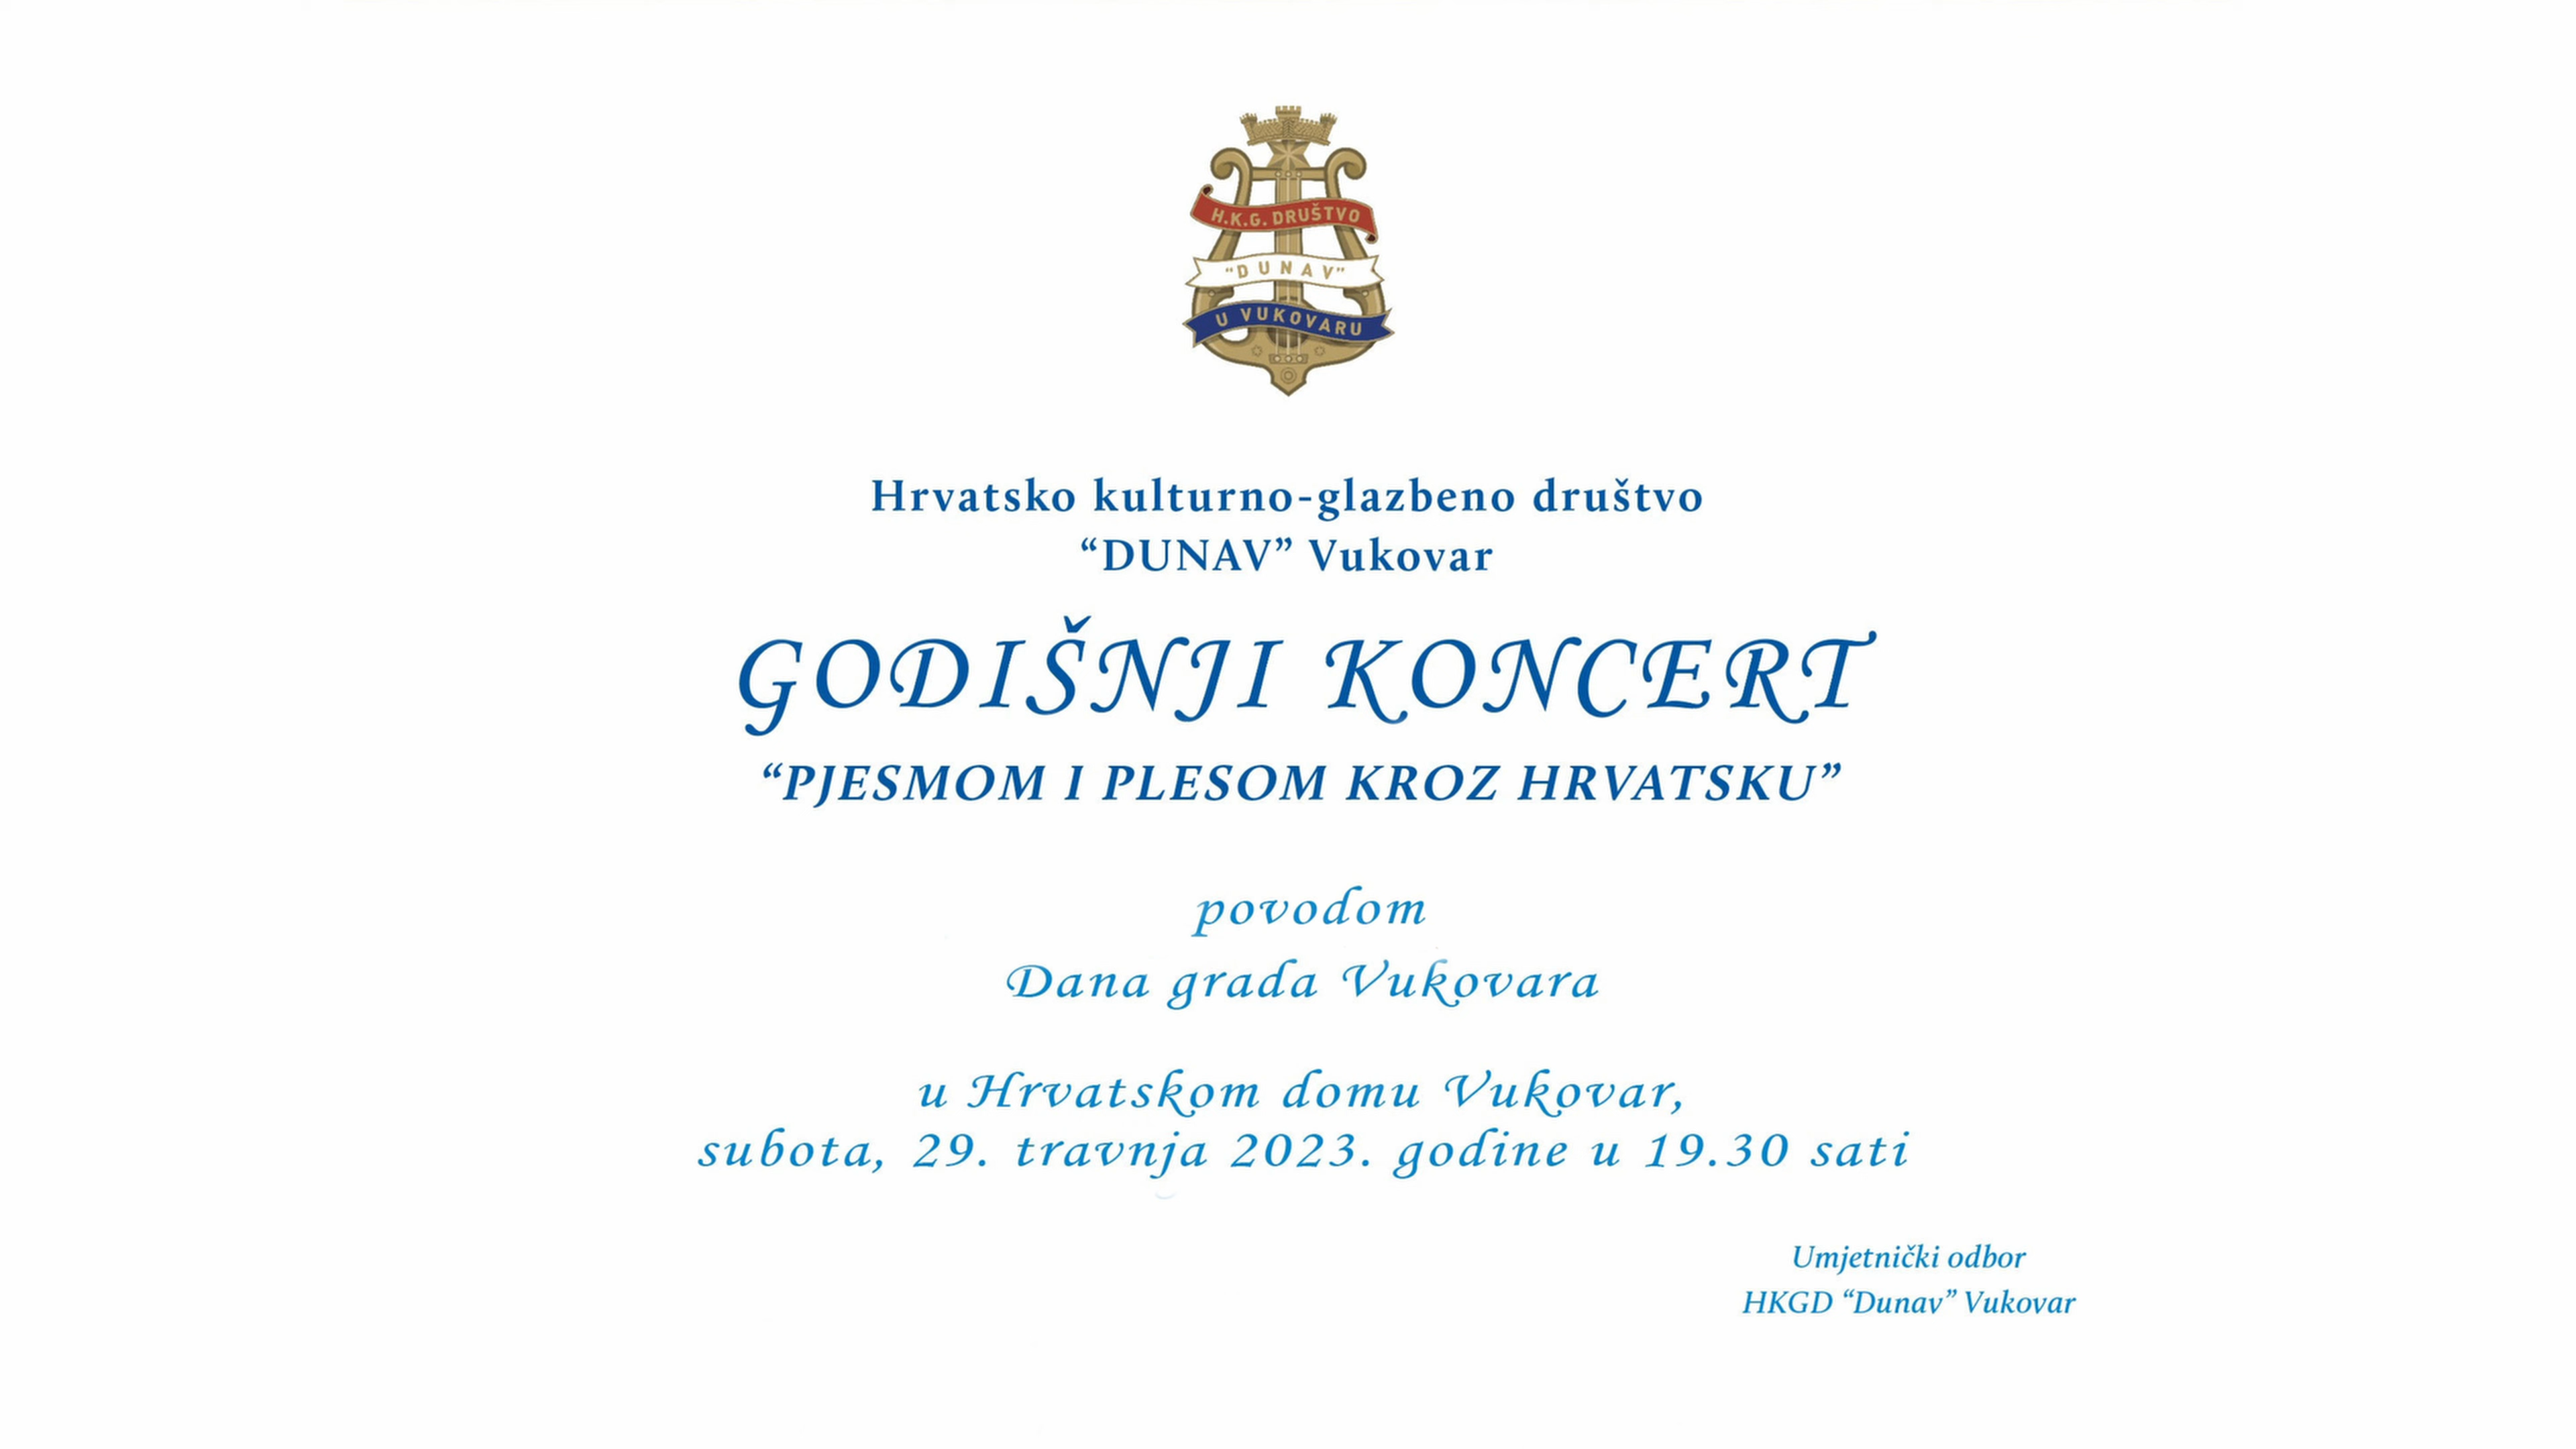 H.K.G. DRUŠTVO
“DUNAV”
U VUKOVARU
Hrvatsko kulturno-glazbeno društvo
“DUNAV” Vukovar
GODIŠNJI KONCERT
“PJESMOM I PLESOM KROZ HRVATSKU”
povodom
Dana grada Vukovara
u Hrvatskom domu Vukovar,
subota, 29. travnja 2023. godine u 19.30 sati
Umjetnički odbor
HKGD “Dunav” Vukovar